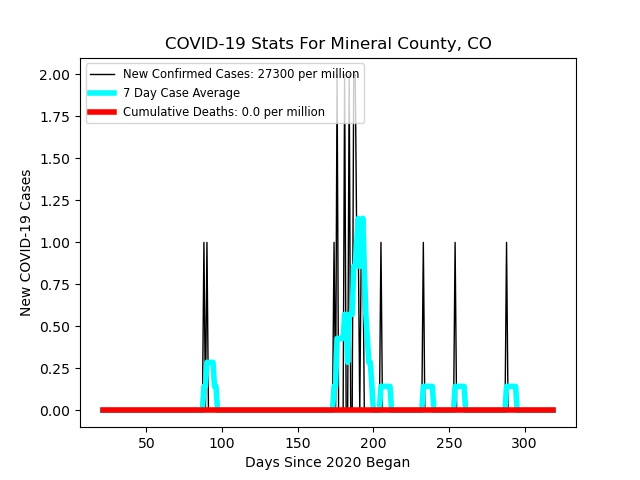 COVID-19 Stats For Mineral County, CO
New Confirmed Cases: 27300 per million
7 Day Case Average
Cumulative Deaths: 0.0 per million
New COVID-19 Cases
2.00
1.75
1.50
1.25
1.00
0.75
0.50
0.25
0.00
50 100 150 200 250 300
Days Since 2020 Began